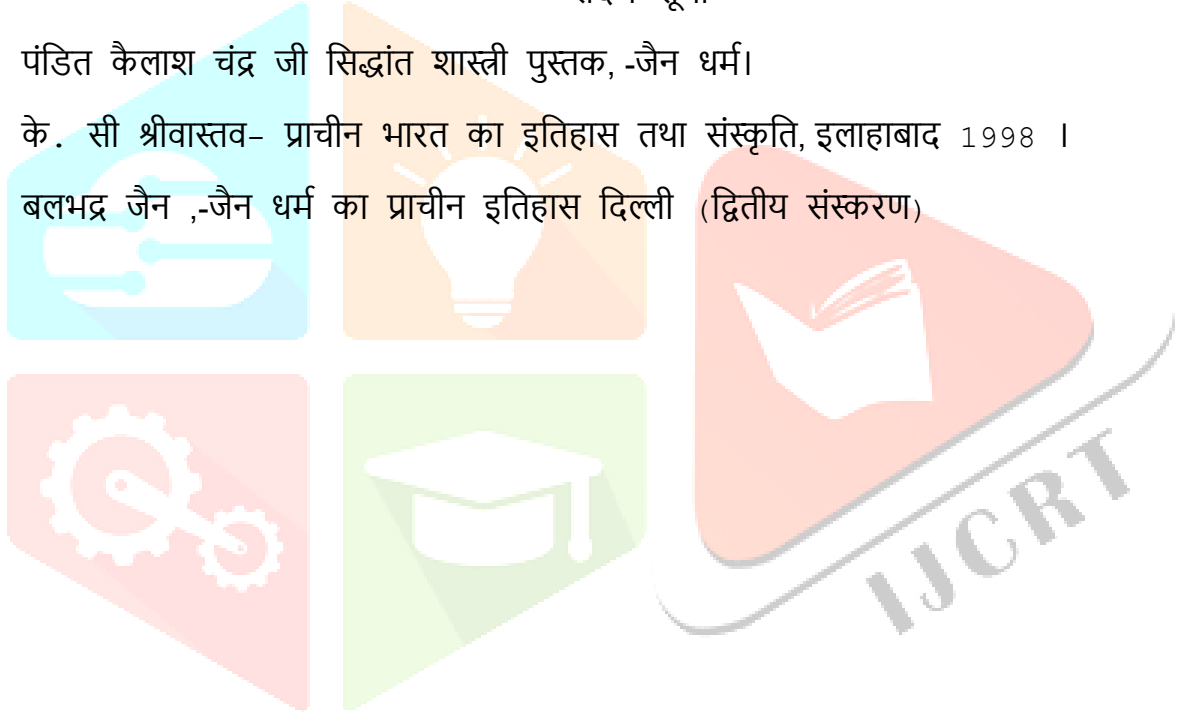 पंडित कैलाश चंद्र जी सिद्धांत शास्त्री पुस्तक, -जैन धर्म।
के. सी श्रीवास्तव– प्राचीन भारत का इतिहास तथा संस्कृति, इलाहाबाद 1998 ।
बलभद्र जैन ,-जैन धर्म का प्राचीन इतिहास दिल्ली (द्वितीय संस्करण)
IJCRT